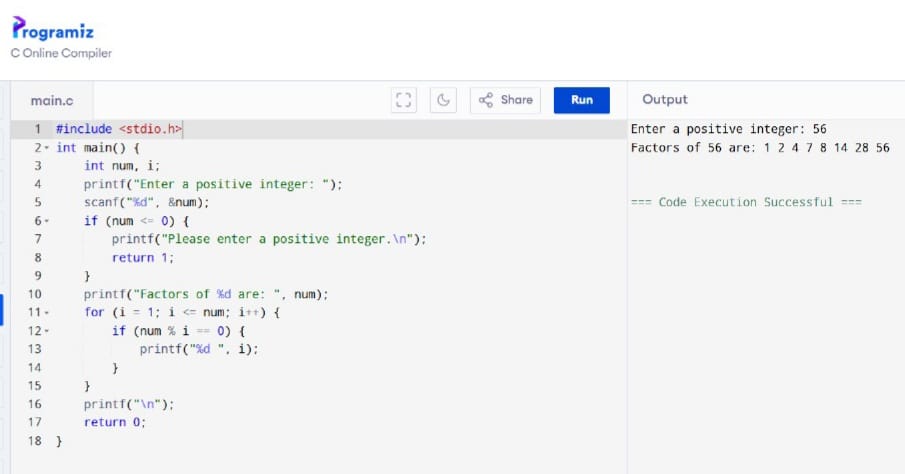 Programiz
C Online Compiler
main.c
Share
Run
Output
1 #include <stdio.h>
2 int main() {
3     int num, i;
4     printf("Enter a positive integer: ");
5     scanf("%d", &num);
6     if (num <= 0) {
7         printf("Please enter a positive integer.\n");
8         return 1;
9     }
10     printf("Factors of %d are: ", num);
11     for (i = 1; i <= num; i++) {
12         if (num % i == 0) {
13             printf("%d ", i);
14         }
15     }
16     printf("\n");
17     return 0;
18 }
Enter a positive integer: 56
Factors of 56 are: 1 2 4 7 8 14 28 56
=== Code Execution Successful ===